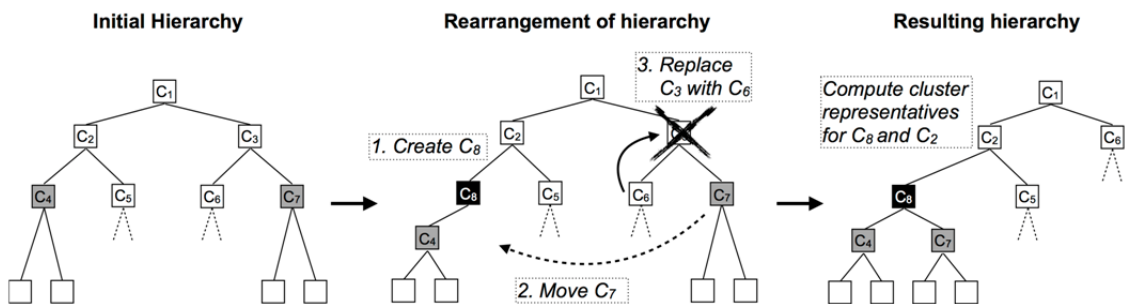 Initial Hierarchy
Rearrangement of hierarchy
Resulting hierarchy
C1
C2
C3
C4
C5
C6
C7
C1
3. Replace
C3 with C6
C2
1. Create C8
C8
C5
C6
C7
C4
2. Move C7
Compute cluster
representatives
for C8 and C2
C1
C2
C6
C8
C5
C4
C7